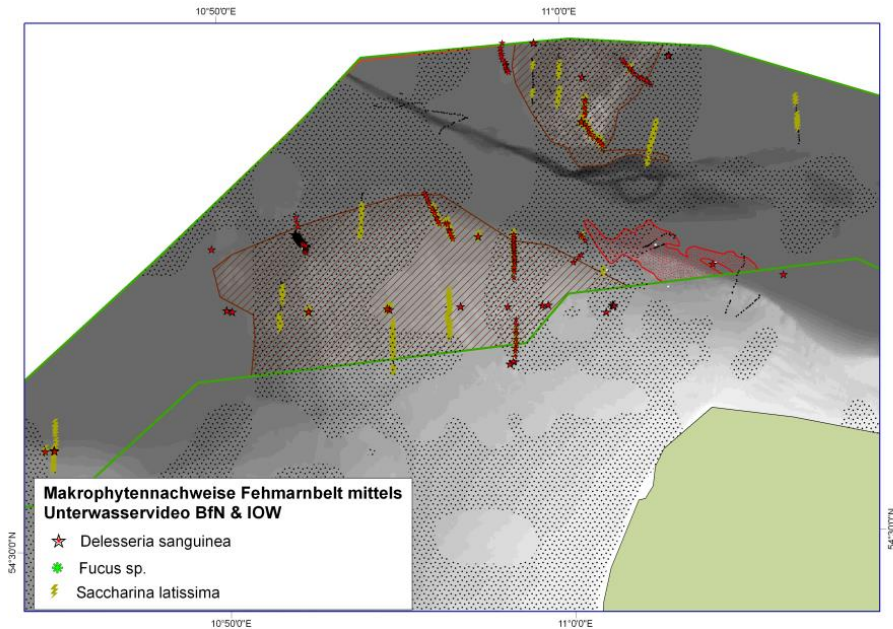 10°50'0"E
11°0'0"E
Makrophytennachweise Fehmarnbelt mittels
Unterwasservideo BfN & IOW
Delesseria sanguinea
Fucus sp.
Saccharina latissima
54°30'0"N
54°30'0"N
10°50'0"E
11°0'0"E